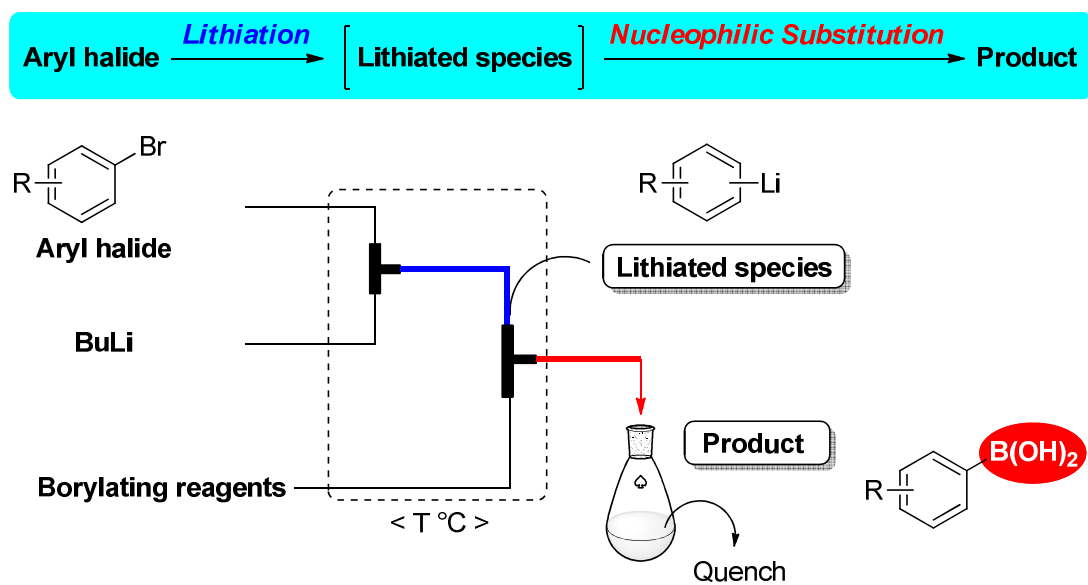 Lithiation
Nucleophilic Substitution
Aryl halide
[Lithiated species]
Product
Br
R
Aryl halide
R
Li
Lithiated species
BuLi
Product
B(OH)₂
R
Borylating reagents
< T °C >
Quench